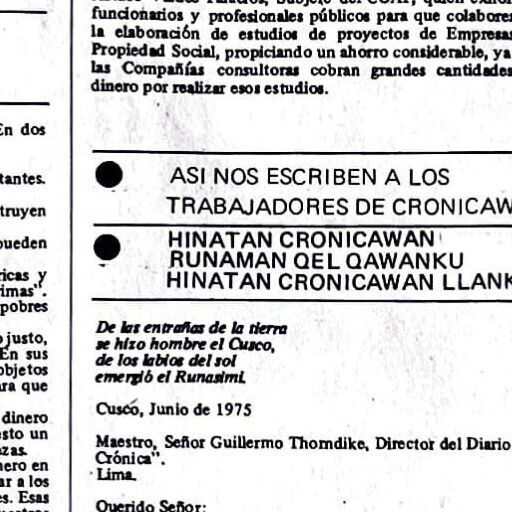 En dos
tantes.
truyen
pueden
ricas y
imas".
pobres
justo,
En sus
objetos
ara que
dinero
esto un
zas.
nero en
ar a los
es. Esas
funcionarios y profesionales públicos para que colabore
la elaboración de estudios de proyectos de Empresas
Propiedad Social, propiciando un ahorro considerable, ya
las Compañías consultoras cobran grandes cantidades
dinero por realizar esos estudios.
ASI NOS ESCRIBEN A LOS
TRABAJADORES DE CRONICAW
HINATAN CRONICAWAN
RUNAMAN QEL QAWANKU
HINATAN CRONICAWAN LLANK
De las entrañas de la tierra
se hizo hombre el Cusco,
de los labios del sol
emergió el Runasimi.
Cusco, Junio de 1975
Maestro, Señor Guillermo Thorndike, Director del Diario
Crónica".
Lima.
Querido Señor: